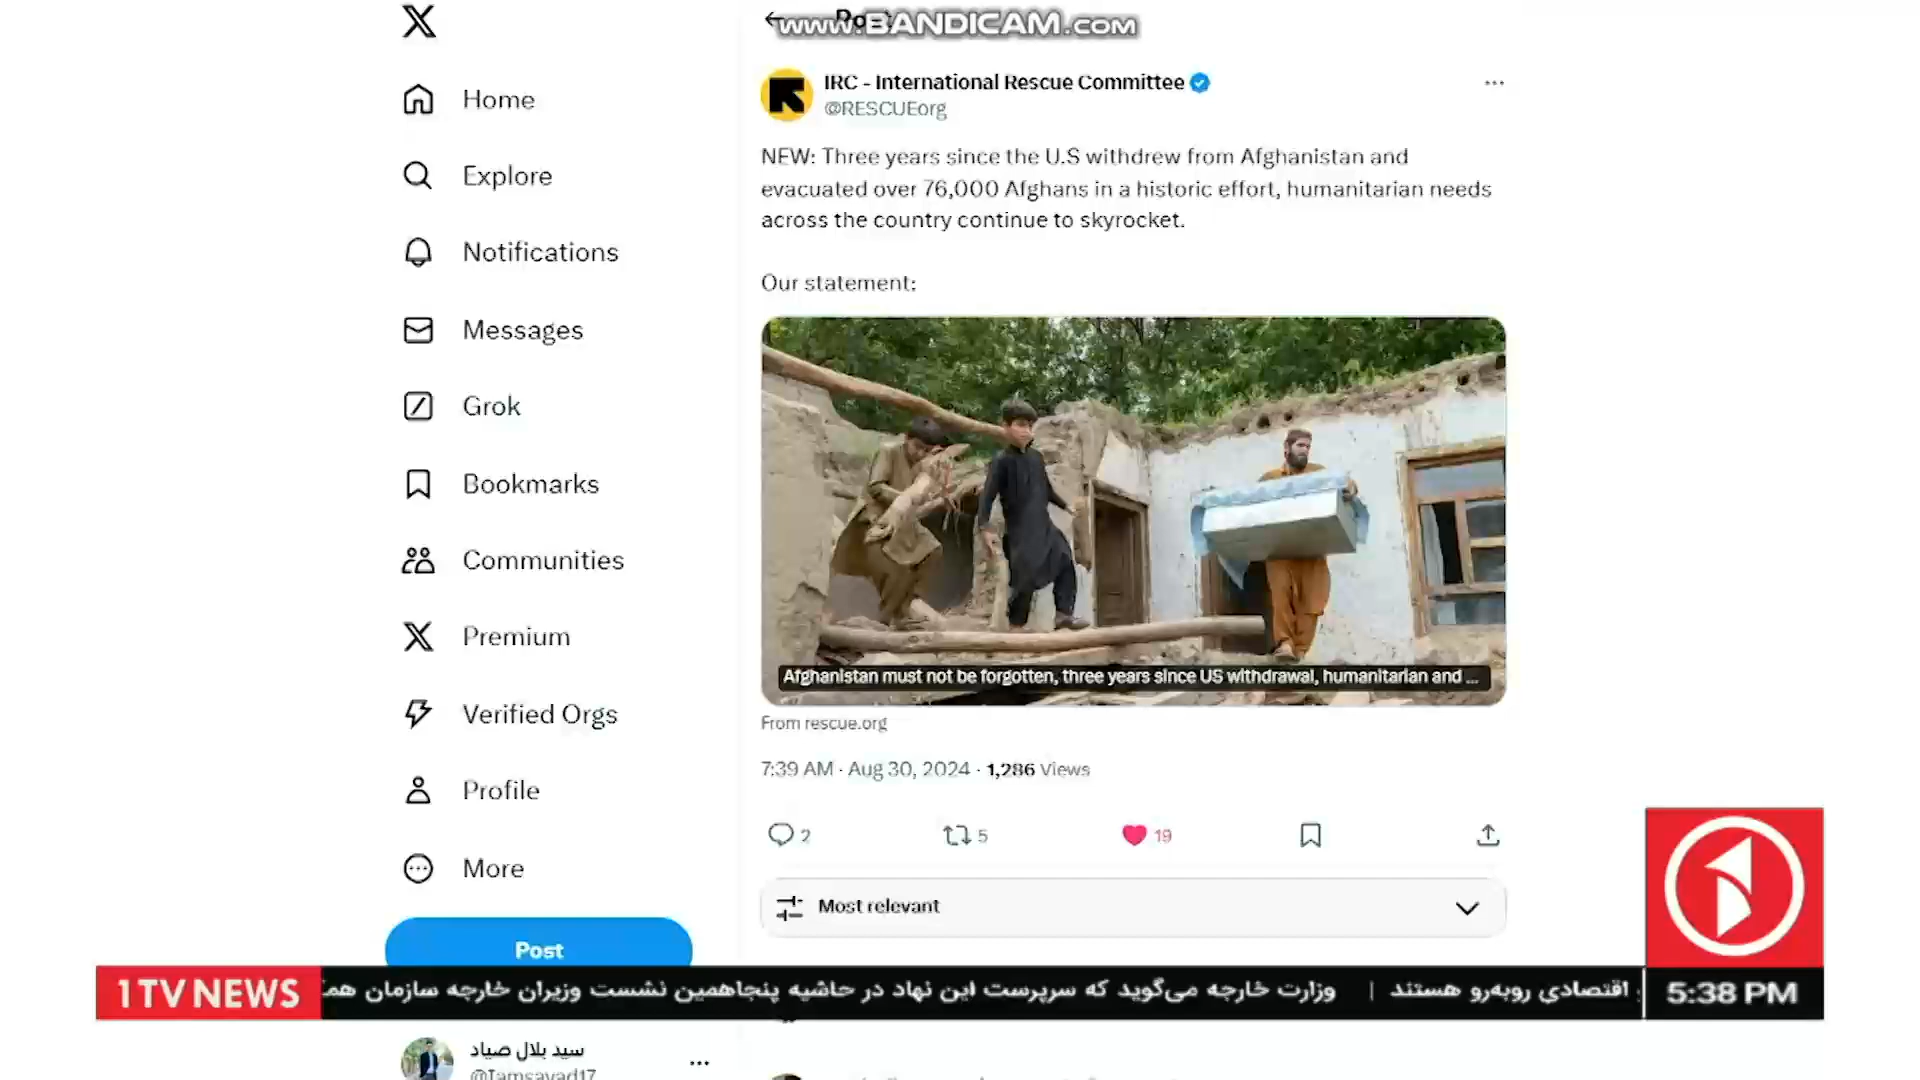 Post
www.BANDICAM.com
Home
Explore
Notifications
Messages
Grok
Bookmarks
Communities
Premium
Verified Orgs
Profile
More
Post
IRC - International Rescue Committee
@RESCUEorg
NEW: Three years since the U.S withdrew from Afghanistan and
evacuated over 76,000 Afghans in a historic effort, humanitarian needs
across the country continue to skyrocket.
Our statement:
Afghanistan must not be forgotten, three years since US withdrawal, humanitarian and ...
From rescue.org
7:39 AM · Aug 30, 2024 · 1,286 Views
2
5
19
Most relevant
1TV NEWS
اقتصادی روبه‌رو هستند | وزارت خارجه می‌گوید که سرپرست این نهاد در حاشیه پنجاهمین نشست وزیران خارجه سازمان
5:38 PM
سید بلال صیاد
@Iamsayad17